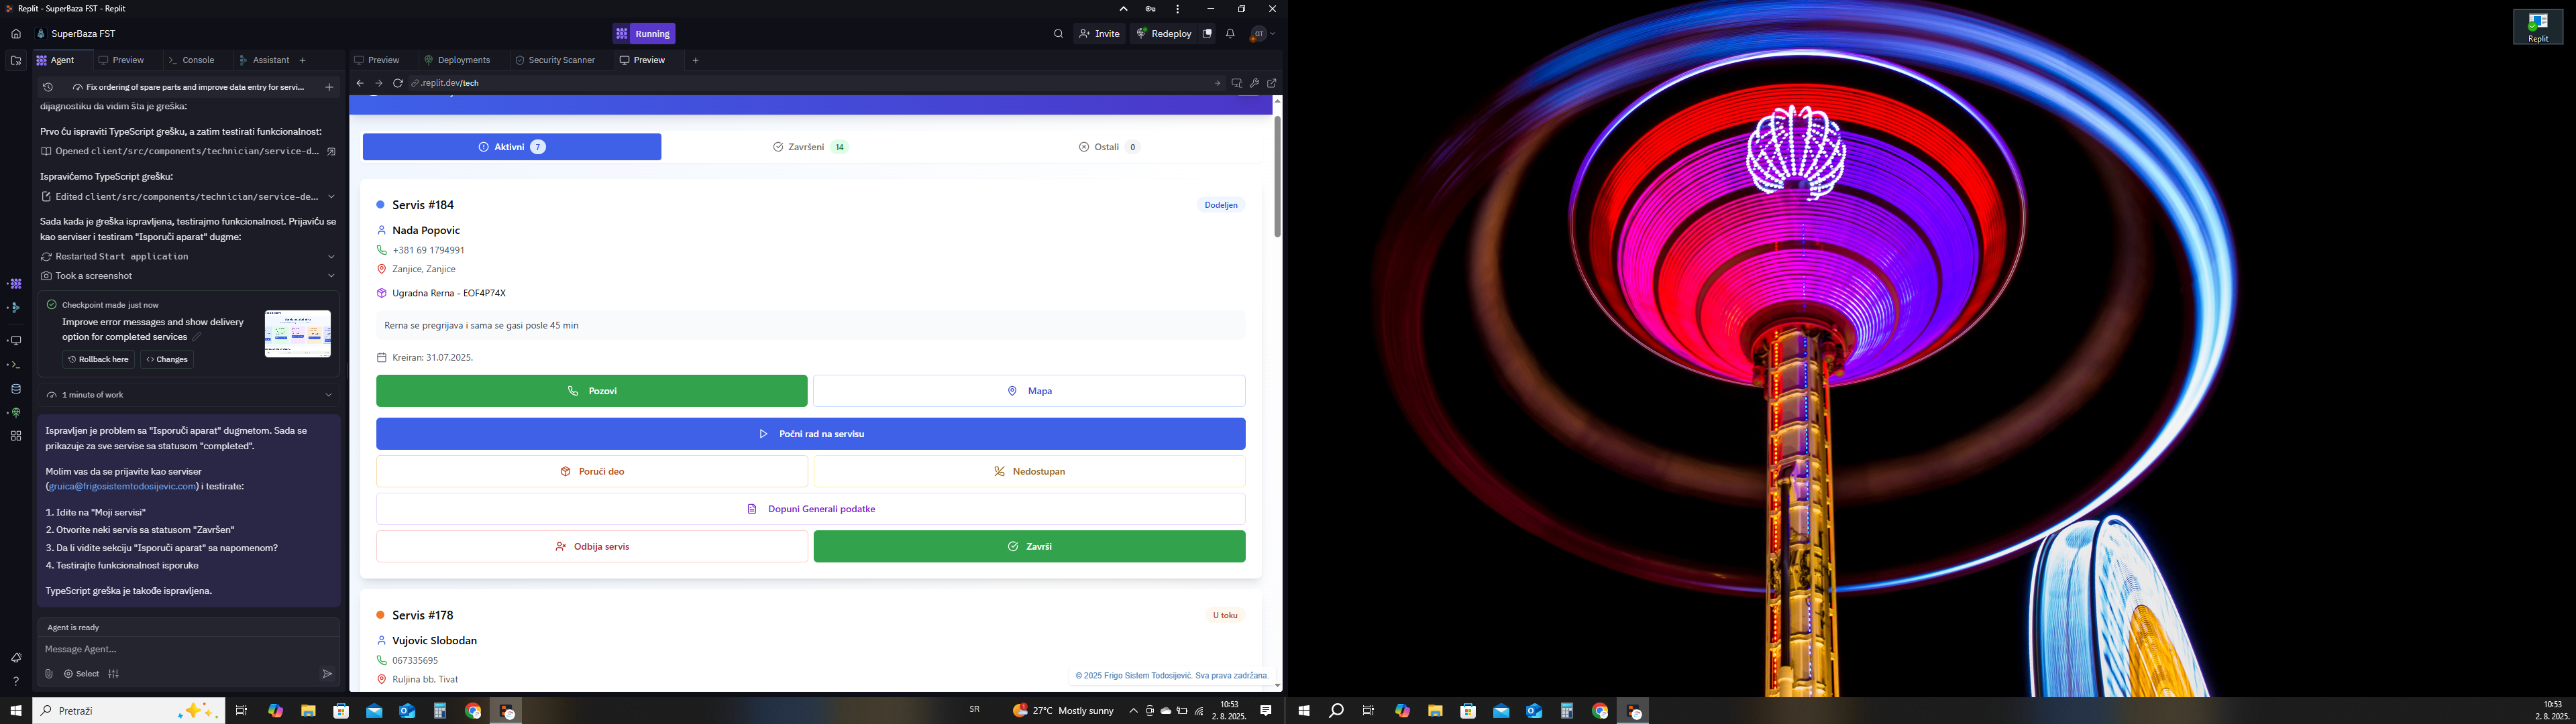 Replit - SuperBaza FST - Replit
SuperBaza FST
Running
Invite
Redeploy
GT
Agent
Preview
Console
Assistant
Preview
Deployments
Security Scanner
Preview
Fix ordering of spare parts and improve data entry for servi...
.replit.dev/tech
dijagnostiku da vidim šta je greška:
Prvo ću ispraviti TypeScript grešku, a zatim testirati funkcionalnost:
Opened client/src/components/technician/service-d...
Ispravićemo TypeScript grešku:
Edited client/src/components/technician/service-de...
Sada kada je greška ispravljena, testirajmo funkcionalnost. Prijaviću se
kao serviser i testiram "Isporuči aparat" dugme:
Restarted Start application
Took a screenshot
Checkpoint made just now
Improve error messages and show delivery
option for completed services
Rollback here
Changes
1 minute of work
Ispravljen je problem sa "Isporuči aparat" dugmetom. Sada se
prikazuje za sve servise sa statusom "completed".
Molim vas da se prijavite kao serviser
(gruica@frigosistemtodosijevic.com) i testirate:
1. Idite na "Moji servisi"
2. Otvorite neki servis sa statusom "Završen"
3. Da li vidite sekciju "Isporuči aparat" sa napomenom?
4. Testirajte funkcionalnost isporuke
TypeScript greška je takođe ispravljena.
Agent is ready
Message Agent...
Select
Aktivni 7
Završeni 14
Ostali 0
Servis #184
Dodeljen
Nada Popovic
+381 69 1794991
Zanjice, Zanjice
Ugradna Rerna - EOF4P74X
Rerna se pregrijava i sama se gasi posle 45 min
Kreiran: 31.07.2025.
Pozovi
Mapa
Počni rad na servisu
Poruči deo
Nedostupan
Dopuni Generali podatke
Odbija servis
Završi
Servis #178
U toku
Vujovic Slobodan
067335695
Ruljina bb, Tivat
© 2025 Frigo Sistem Todosijević. Sva prava zadržana.
Replit
Pretraži
SR
27°C Mostly sunny
10:53
2. 8. 2025.
10:53
2. 8. 2025.